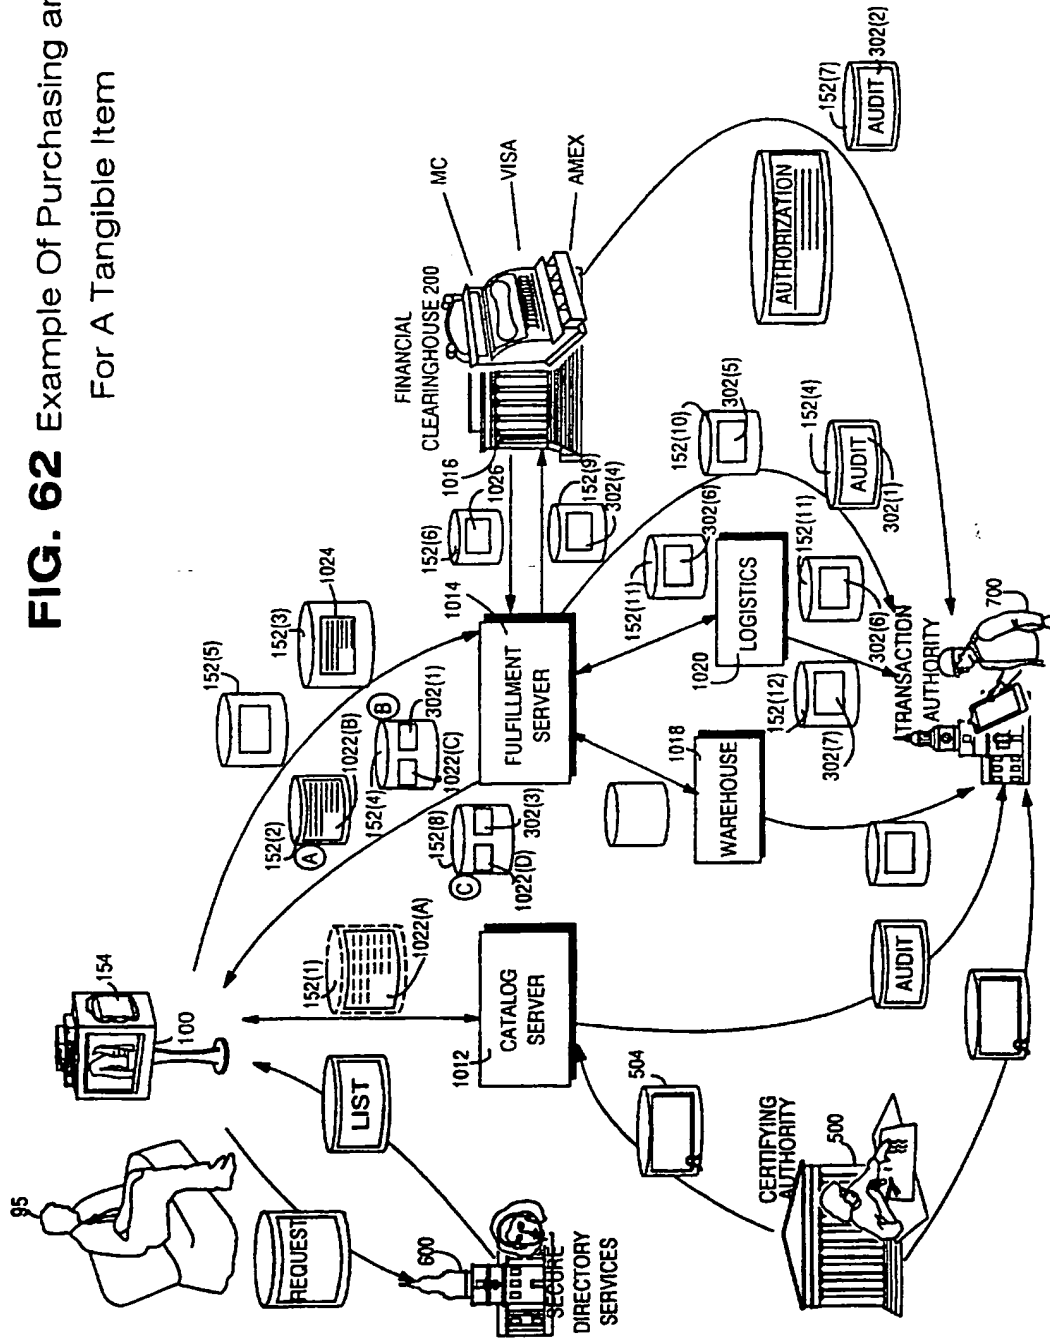 FIG. 62 Example Of Purchasing
For A Tangible Item
95
154
100
REQUEST
LIST
600
SECURE
DIRECTORY
SERVICES
152(1)
1022(A)
CATALOG
SERVER
1012
504
CERTIFYING
AUTHORITY
500
152(5)
152(3)
1024
152(2)
A
1022(B)
152(4)
B
302(1)
1022(C)
152(8)
C
302(3)
1022(D)
FULFILLMENT
SERVER
1014
152(6)
1026
1016
FINANCIAL
CLEARINGHOUSE 200
MC
VISA
AMEX
152(9)
302(4)
152(10)
302(5)
152(11)
302(6)
LOGISTICS
1020
WAREHOUSE
1018
152(11)
302(6)
152(12)
302(7)
AUDIT
152(4)
302(1)
AUTHORIZATION
152(7)
AUDIT
302(2)
TRANSACTION
AUTHORITY
700
AUDIT